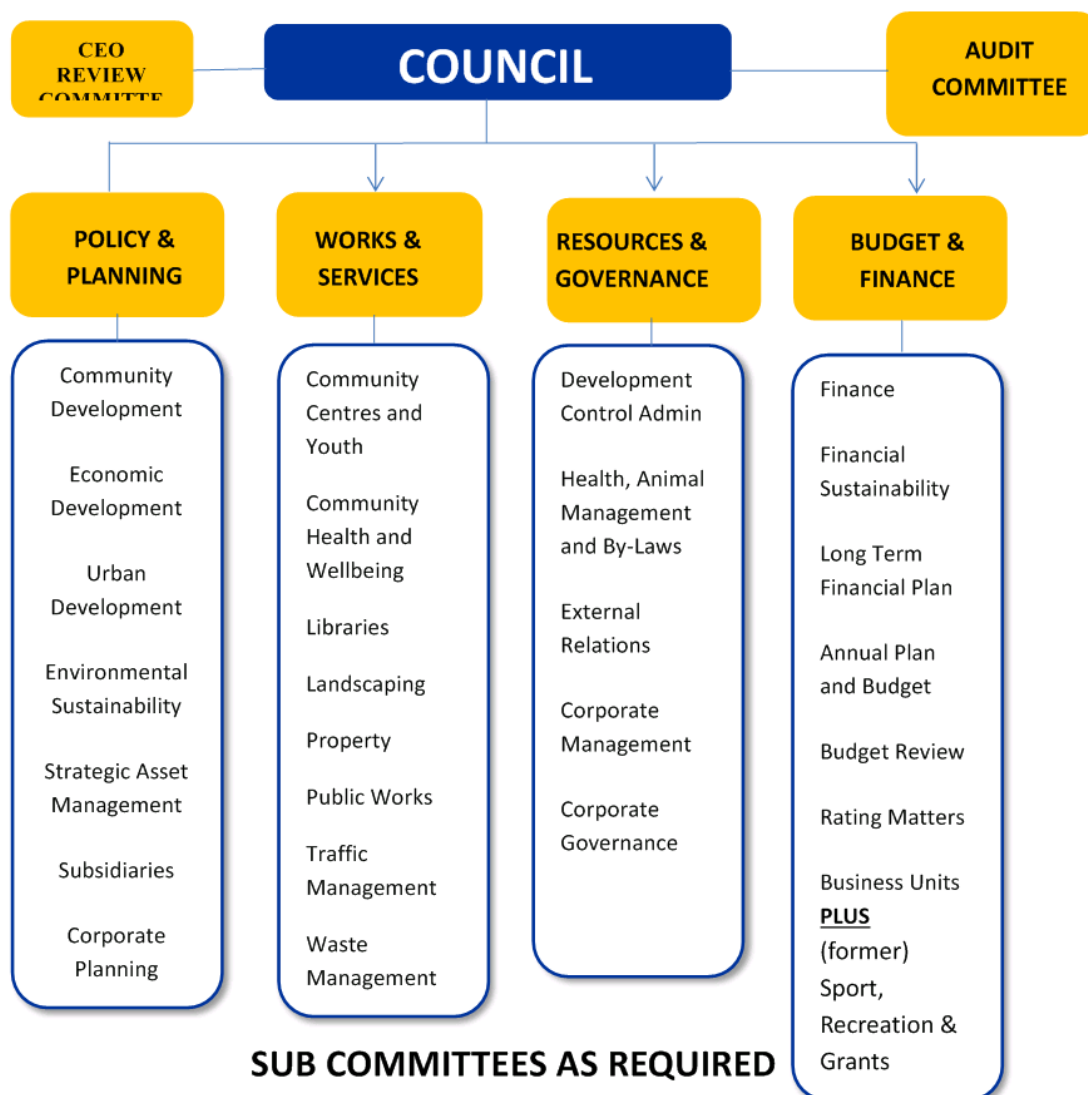 CEO
REVIEW
COMMITTE
COUNCIL
AUDIT
COMMITTEE
POLICY &
PLANNING
WORKS &
SERVICES
RESOURCES &
GOVERNANCE
BUDGET &
FINANCE
Community
Development
Economic
Development
Urban
Development
Environmental
Sustainability
Strategic Asset
Management
Subsidiaries
Corporate
Planning
Community
Centres and
Youth
Community
Health and
Wellbeing
Libraries
Landscaping
Property
Public Works
Traffic
Management
Waste
Management
Development
Control Admin
Health, Animal
Management
and By-Laws
External
Relations
Corporate
Management
Corporate
Governance
Finance
Financial
Sustainability
Long Term
Financial Plan
Annual Plan
and Budget
Budget Review
Rating Matters
Business Units
PLUS
(former)
Sport,
Recreation &
Grants
SUB COMMITTEES AS REQUIRED